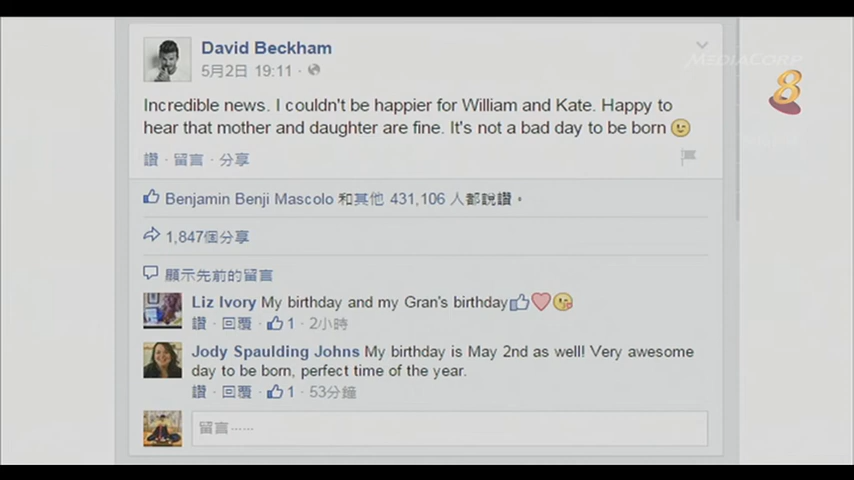 MEDIACORP
8
David Beckham
5月2日 19:11 ·
Incredible news. I couldn't be happier for William and Kate. Happy to
hear that mother and daughter are fine. It's not a bad day to be born 😉
讚 · 留言 · 分享
Benjamin Benji Mascolo 和其他 431,106 人都說讚。
1,847個分享
顯示先前的留言
Liz Ivory My birthday and my Gran's birthday👍❤️😘
讚 · 回覆 · 👍1 · 2小時
Jody Spaulding Johns My birthday is May 2nd as well! Very awesome
day to be born, perfect time of the year.
讚 · 回覆 · 👍1 · 53分鐘
留言……